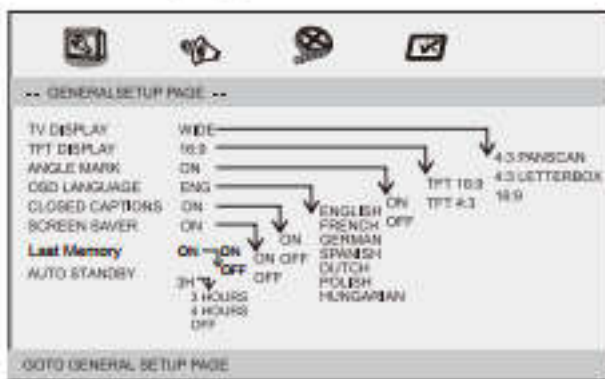 -- GENERAL SETUP PAGE --
TV DISPLAY WIDE
TFT DISPLAY 16:9
ANGLE MARK ON
OSD LANGUAGE ENG
CLOSED CAPTIONS ON
SCREEN SAVER ON
Last Memory ON ON
OFF
AUTO STANDBY 3H
3 HOURS
4 HOURS
OFF
ON
OFF
ON
OFF
ENGLISH
FRENCH
GERMAN
SPANISH
DUTCH
POLISH
HUNGARIAN
ON
OFF
TFT 16:9
TFT 4:3
4:3 PANSCAN
4:3 LETTERBOX
16:9
GOTO GENERAL SETUP PAGE